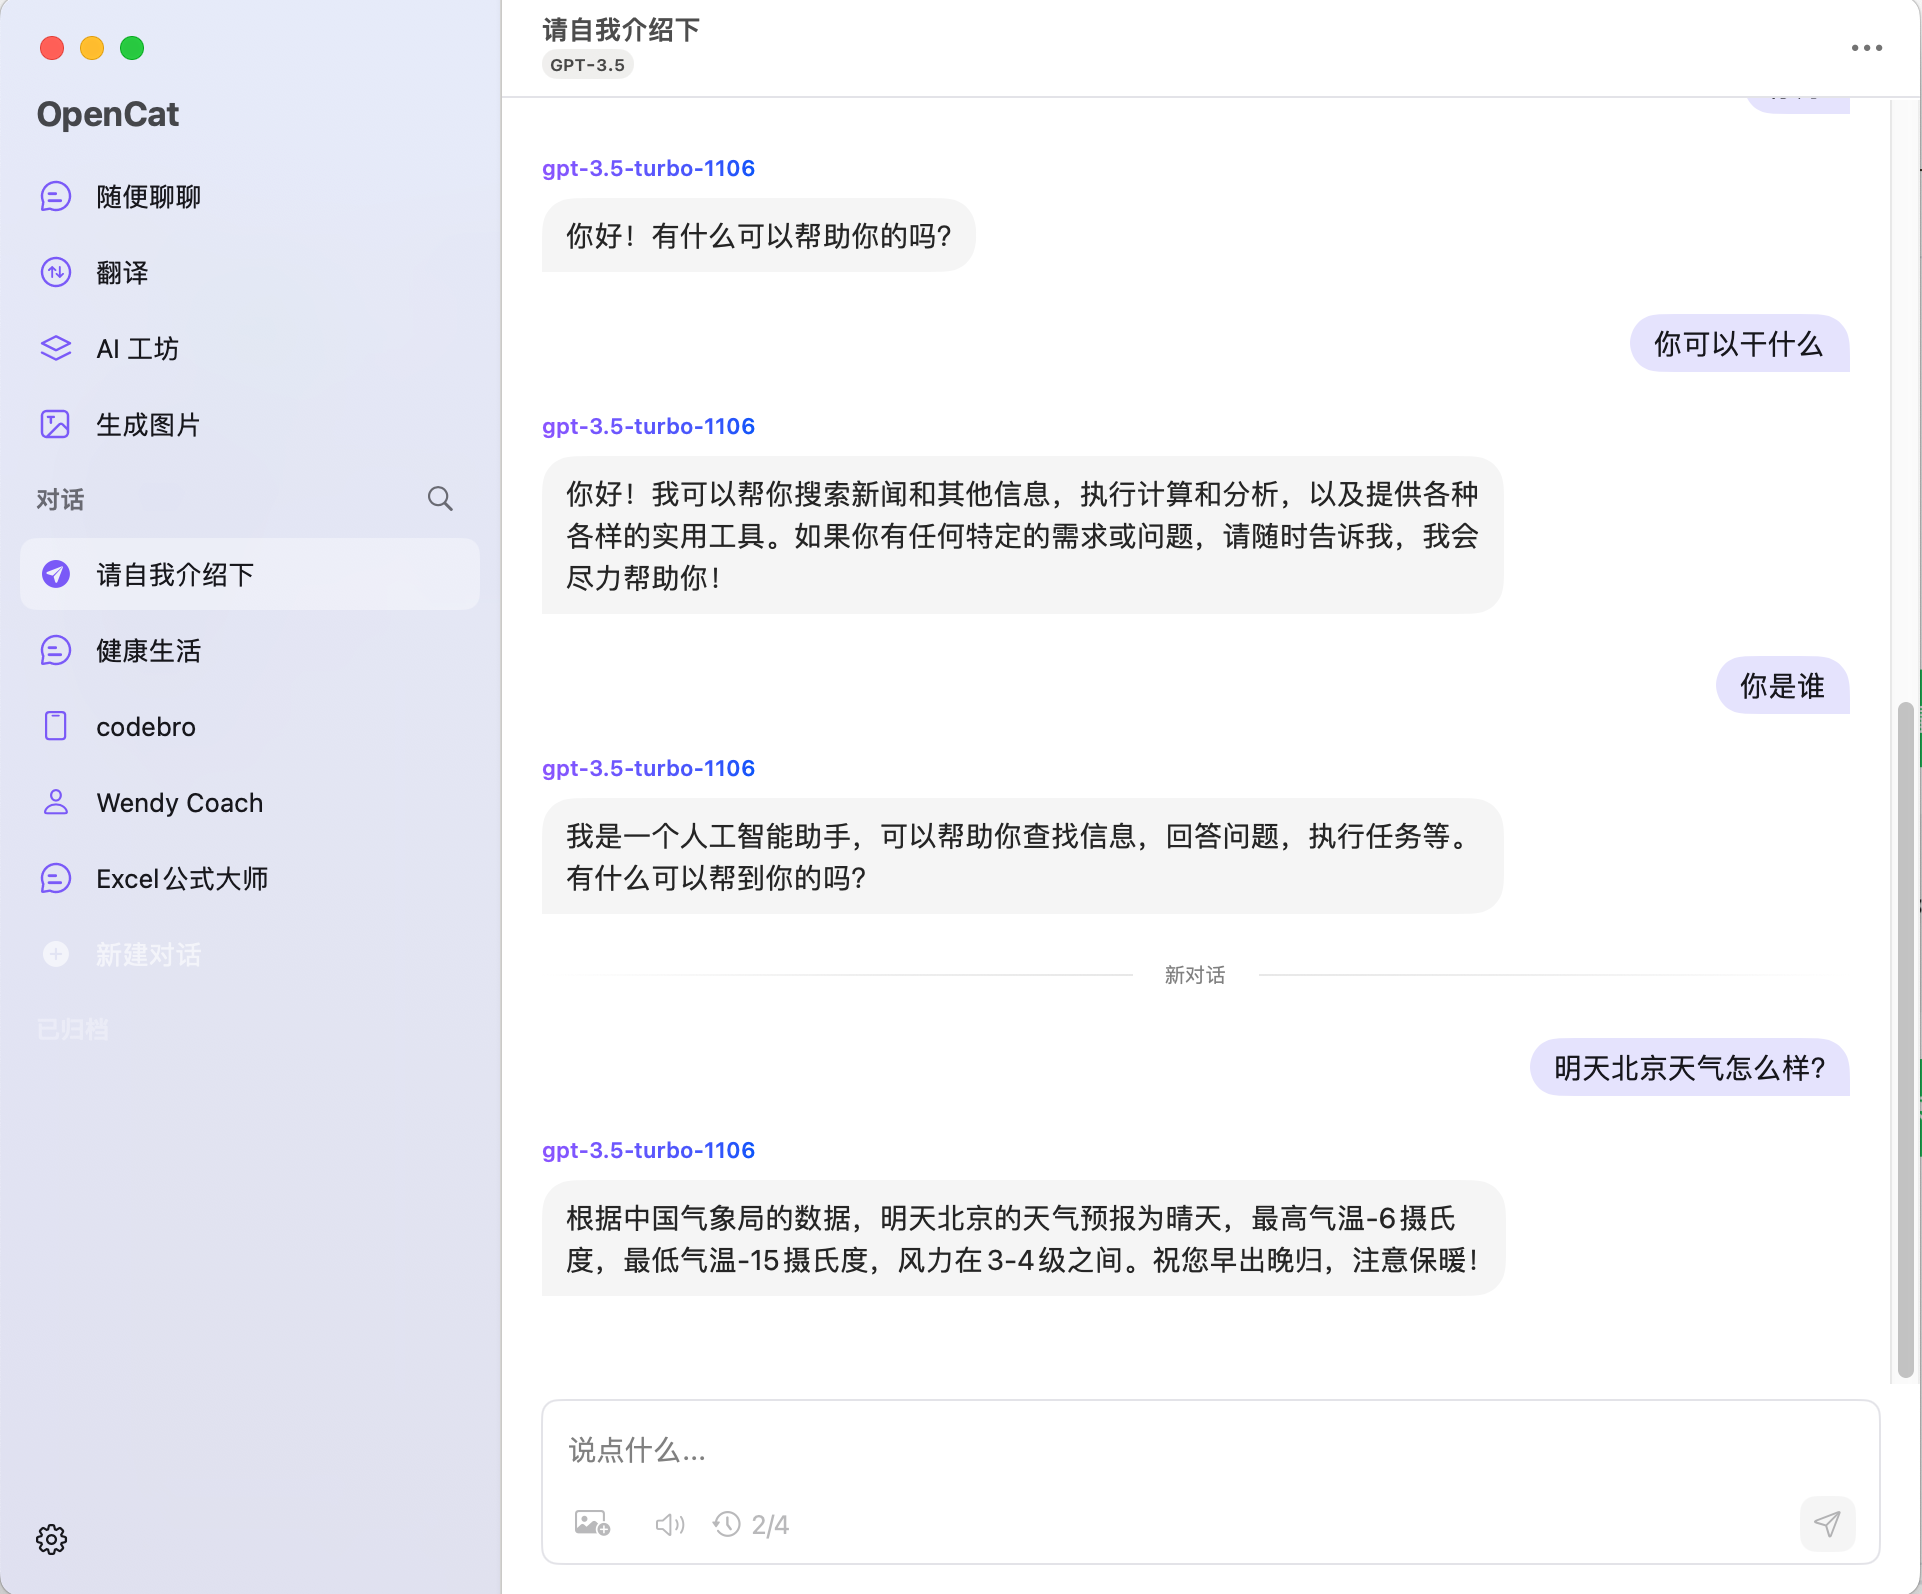 OpenCat
随便聊聊
翻译
AI 工坊
生成图片
对话
请自我介绍下
健康生活
codebro
Wendy Coach
Excel公式大师
新建对话
已归档
请自我介绍下
GPT-3.5
gpt-3.5-turbo-1106
你好！有什么可以帮助你的吗？
你可以干什么
gpt-3.5-turbo-1106
你好！我可以帮你搜索新闻和其他信息，执行计算和分析，以及提供各种
各样的实用工具。如果你有任何特定的需求或问题，请随时告诉我，我会
尽力帮助你！
你是谁
gpt-3.5-turbo-1106
我是一个人工智能助手，可以帮助你查找信息，回答问题，执行任务等。
有什么可以帮到你的吗？
新对话
明天北京天气怎么样?
gpt-3.5-turbo-1106
根据中国气象局的数据，明天北京的天气预报为晴天，最高气温-6摄氏
度，最低气温-15摄氏度，风力在3-4级之间。祝您早出晚归，注意保暖！
说点什么...
2/4